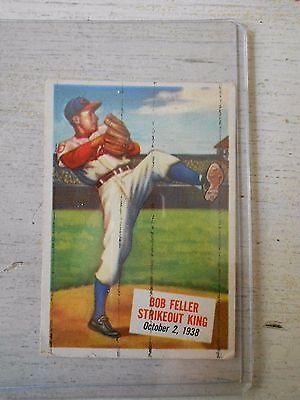 BOB FELLER
STRIKEOUT KING
October 2, 1938